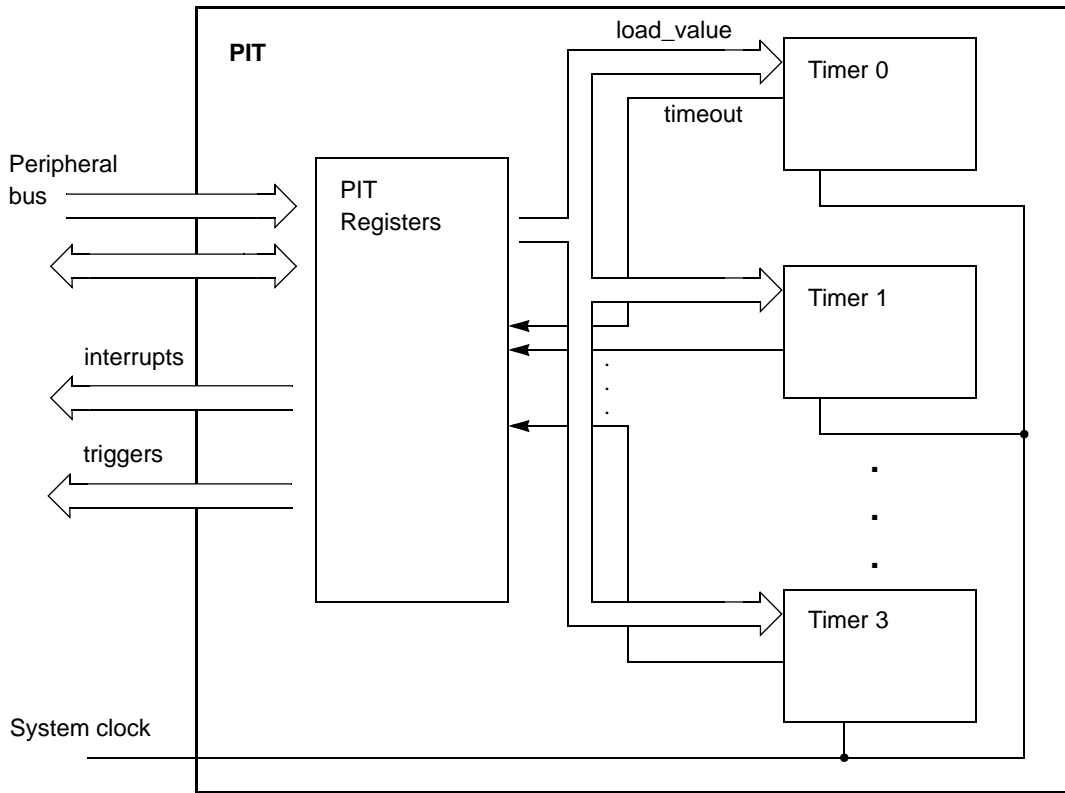 PIT
load_value
Timer 0
timeout
Peripheral
bus
PIT
Registers
Timer 1
interrupts
triggers
Timer 3
System clock